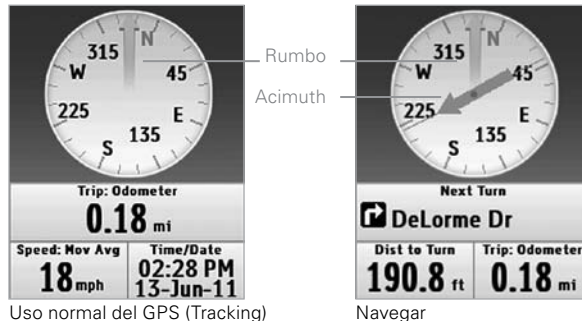 N
315
45
W
E
225
135
S
Trip: Odometer
0.18 mi
Speed: Mov Avg
18 mph
Time/Date
02:28 PM
13-Jun-11
Uso normal del GPS (Tracking)
Rumbo
Acimuth
N
315
45
W
E
225
135
S
Next Turn
DeLorme Dr
Dist to Turn
190.8 ft
Trip: Odometer
0.18 mi
Navegar